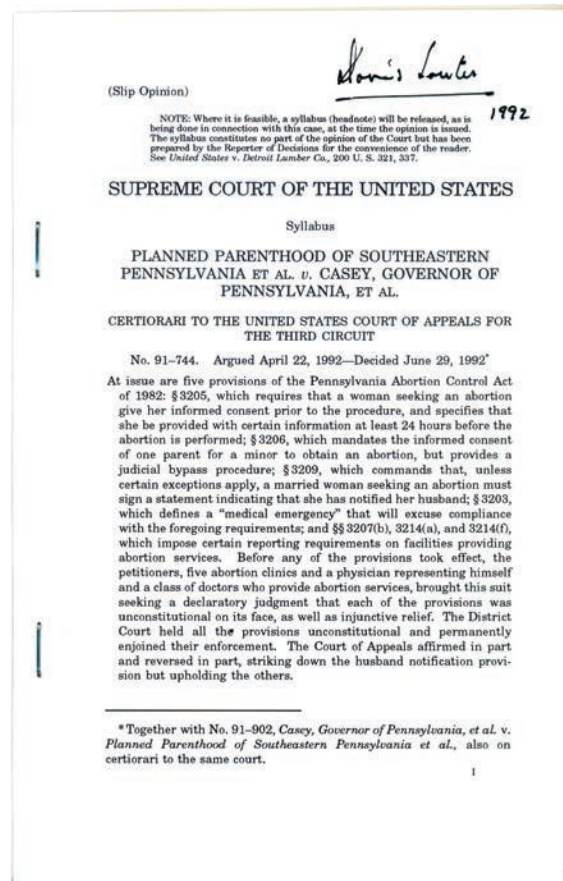 David Souter
(Slip Opinion)
1992
NOTE: Where it is feasible, a syllabus (headnote) will be released, as is
being done in connection with this case, at the time the opinion is issued.
The syllabus constitutes no part of the opinion of the Court but has been
prepared by the Reporter of Decisions for the convenience of the reader.
See United States v. Detroit Lumber Co., 200 U. S. 321, 337.
SUPREME COURT OF THE UNITED STATES
Syllabus
PLANNED PARENTHOOD OF SOUTHEASTERN
PENNSYLVANIA ET AL. v. CASEY, GOVERNOR OF
PENNSYLVANIA, ET AL.
CERTIORARI TO THE UNITED STATES COURT OF APPEALS FOR
THE THIRD CIRCUIT
No. 91–744. Argued April 22, 1992—Decided June 29, 1992*
At issue are five provisions of the Pennsylvania Abortion Control Act
of 1982: § 3205, which requires that a woman seeking an abortion
give her informed consent prior to the procedure, and specifies that
she be provided with certain information at least 24 hours before the
abortion is performed; § 3206, which mandates the informed consent
of one parent for a minor to obtain an abortion, but provides a
judicial bypass procedure; § 3209, which commands that, unless
certain exceptions apply, a married woman seeking an abortion must
sign a statement indicating that she has notified her husband; § 3203,
which defines a “medical emergency” that will excuse compliance
with the foregoing requirements; and §§ 3207(b), 3214(a), and 3214(f),
which impose certain reporting requirements on facilities providing
abortion services. Before any of the provisions took effect, the
petitioners, five abortion clinics and a physician representing himself
and a class of doctors who provide abortion services, brought this suit
seeking a declaratory judgment that each of the provisions was
unconstitutional on its face, as well as injunctive relief. The District
Court held all the provisions unconstitutional and permanently
enjoined their enforcement. The Court of Appeals affirmed in part
and reversed in part, striking down the husband notification provi-
sion but upholding the others.
* Together with No. 91–902, Casey, Governor of Pennsylvania, et al. v.
Planned Parenthood of Southeastern Pennsylvania et al., also on
certiorari to the same court.
I